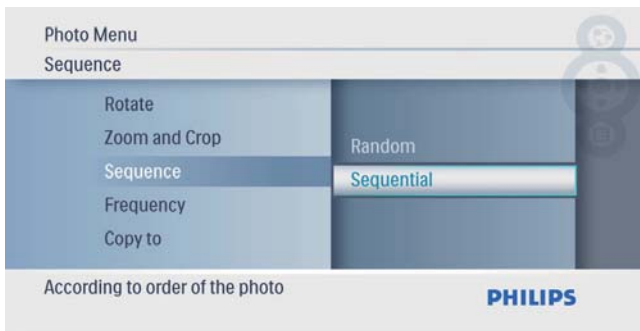 Photo Menu
Sequence
Rotate
Zoom and Crop
Sequence
Frequency
Copy to
Random
Sequential
According to order of the photo
PHILIPS